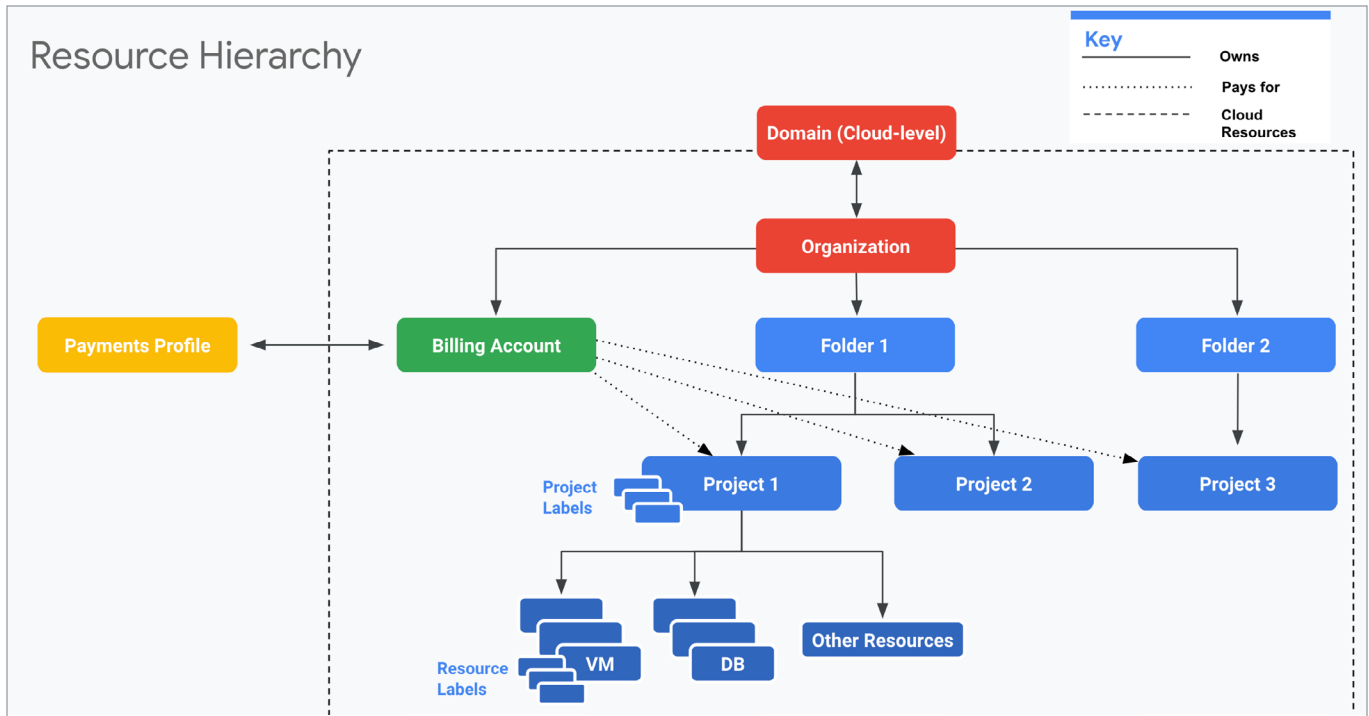 Resource Hierarchy
Key
Owns
Pays for
Cloud
Resources
Domain (Cloud-level)
Organization
Payments Profile
Billing Account
Folder 1
Folder 2
Project
Labels
Project 1
Project 2
Project 3
Resource
Labels
VM
DB
Other Resources